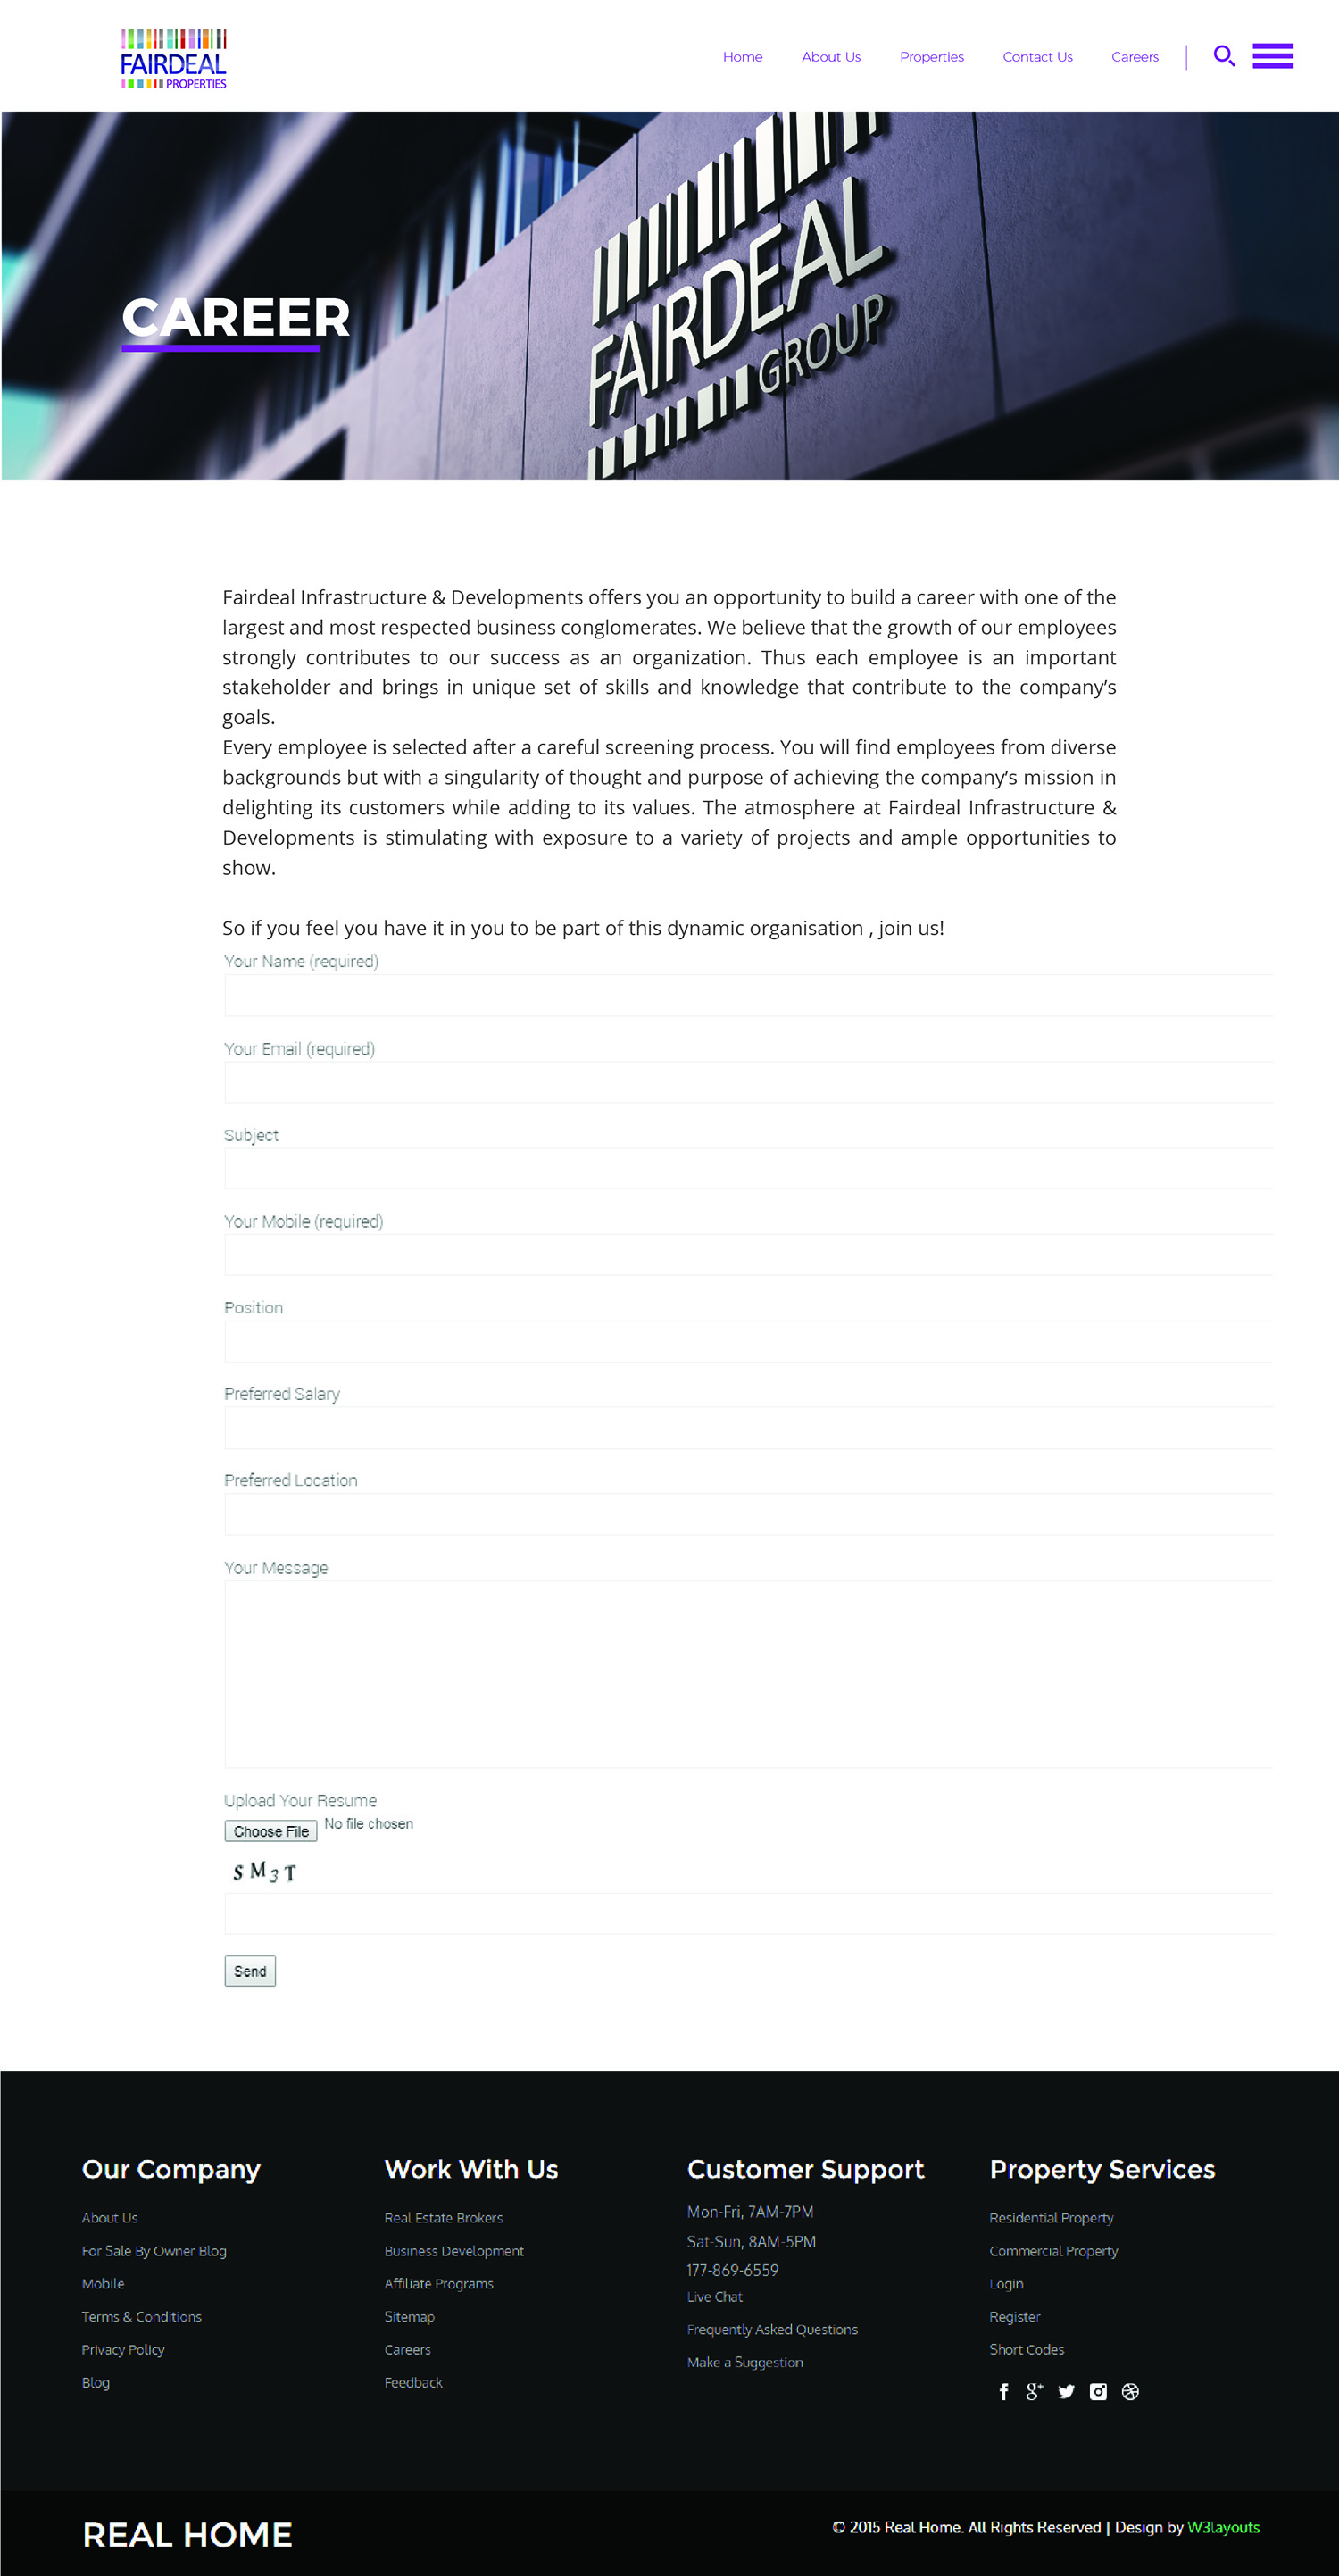 FAIRDEAL
PROPERTIES
Home About Us Properties Contact Us Careers
FAIRDEAL
GROUP
CAREER
Fairdeal Infrastructure & Developments offers you an opportunity to build a career with one of the
largest and most respected business conglomerates. We believe that the growth of our employees
strongly contributes to our success as an organization. Thus each employee is an important
stakeholder and brings in unique set of skills and knowledge that contribute to the company’s
goals.
Every employee is selected after a careful screening process. You will find employees from diverse
backgrounds but with a singularity of thought and purpose of achieving the company’s mission in
delighting its customers while adding to its values. The atmosphere at Fairdeal Infrastructure &
Developments is stimulating with exposure to a variety of projects and ample opportunities to
show.
So if you feel you have it in you to be part of this dynamic organisation , join us!
Your Name (required)
Your Email (required)
Subject
Your Mobile (required)
Position
Preferred Salary
Preferred Location
Your Message
Upload Your Resume
Choose File No file chosen
SM3T
Send
Our Company
About Us
For Sale By Owner Blog
Mobile
Terms & Conditions
Privacy Policy
Blog
Work With Us
Real Estate Brokers
Business Development
Affiliate Programs
Sitemap
Careers
Feedback
Customer Support
Mon-Fri, 7AM-7PM
Sat-Sun, 8AM-5PM
177-869-6559
Live Chat
Frequently Asked Questions
Make a Suggestion
Property Services
Residential Property
Commercial Property
Login
Register
Short Codes
REAL HOME
© 2015 Real Home. All Rights Reserved | Design by W3layouts